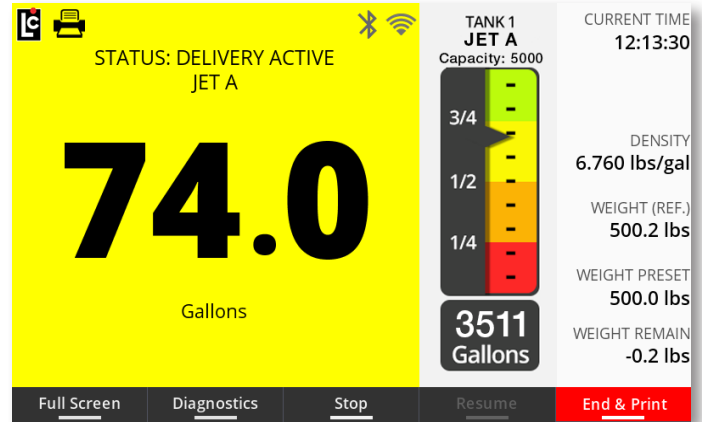 LC
STATUS: DELIVERY ACTIVE
JET A
74.0
Gallons
TANK 1
JET A
Capacity: 5000
3/4
1/2
1/4
3511
Gallons
CURRENT TIME
12:13:30
DENSITY
6.760 lbs/gal
WEIGHT (REF.)
500.2 lbs
WEIGHT PRESET
500.0 lbs
WEIGHT REMAIN
-0.2 lbs
Full Screen
Diagnostics
Stop
Resume
End & Print